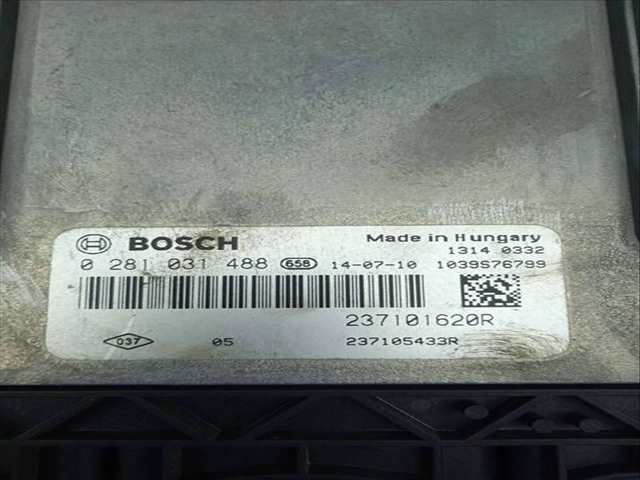 BOSCH
Made in Hungary
1314 0332
0 281 031 488 658 14-07-10 1039S76799
237101620R
037 05 237105433R